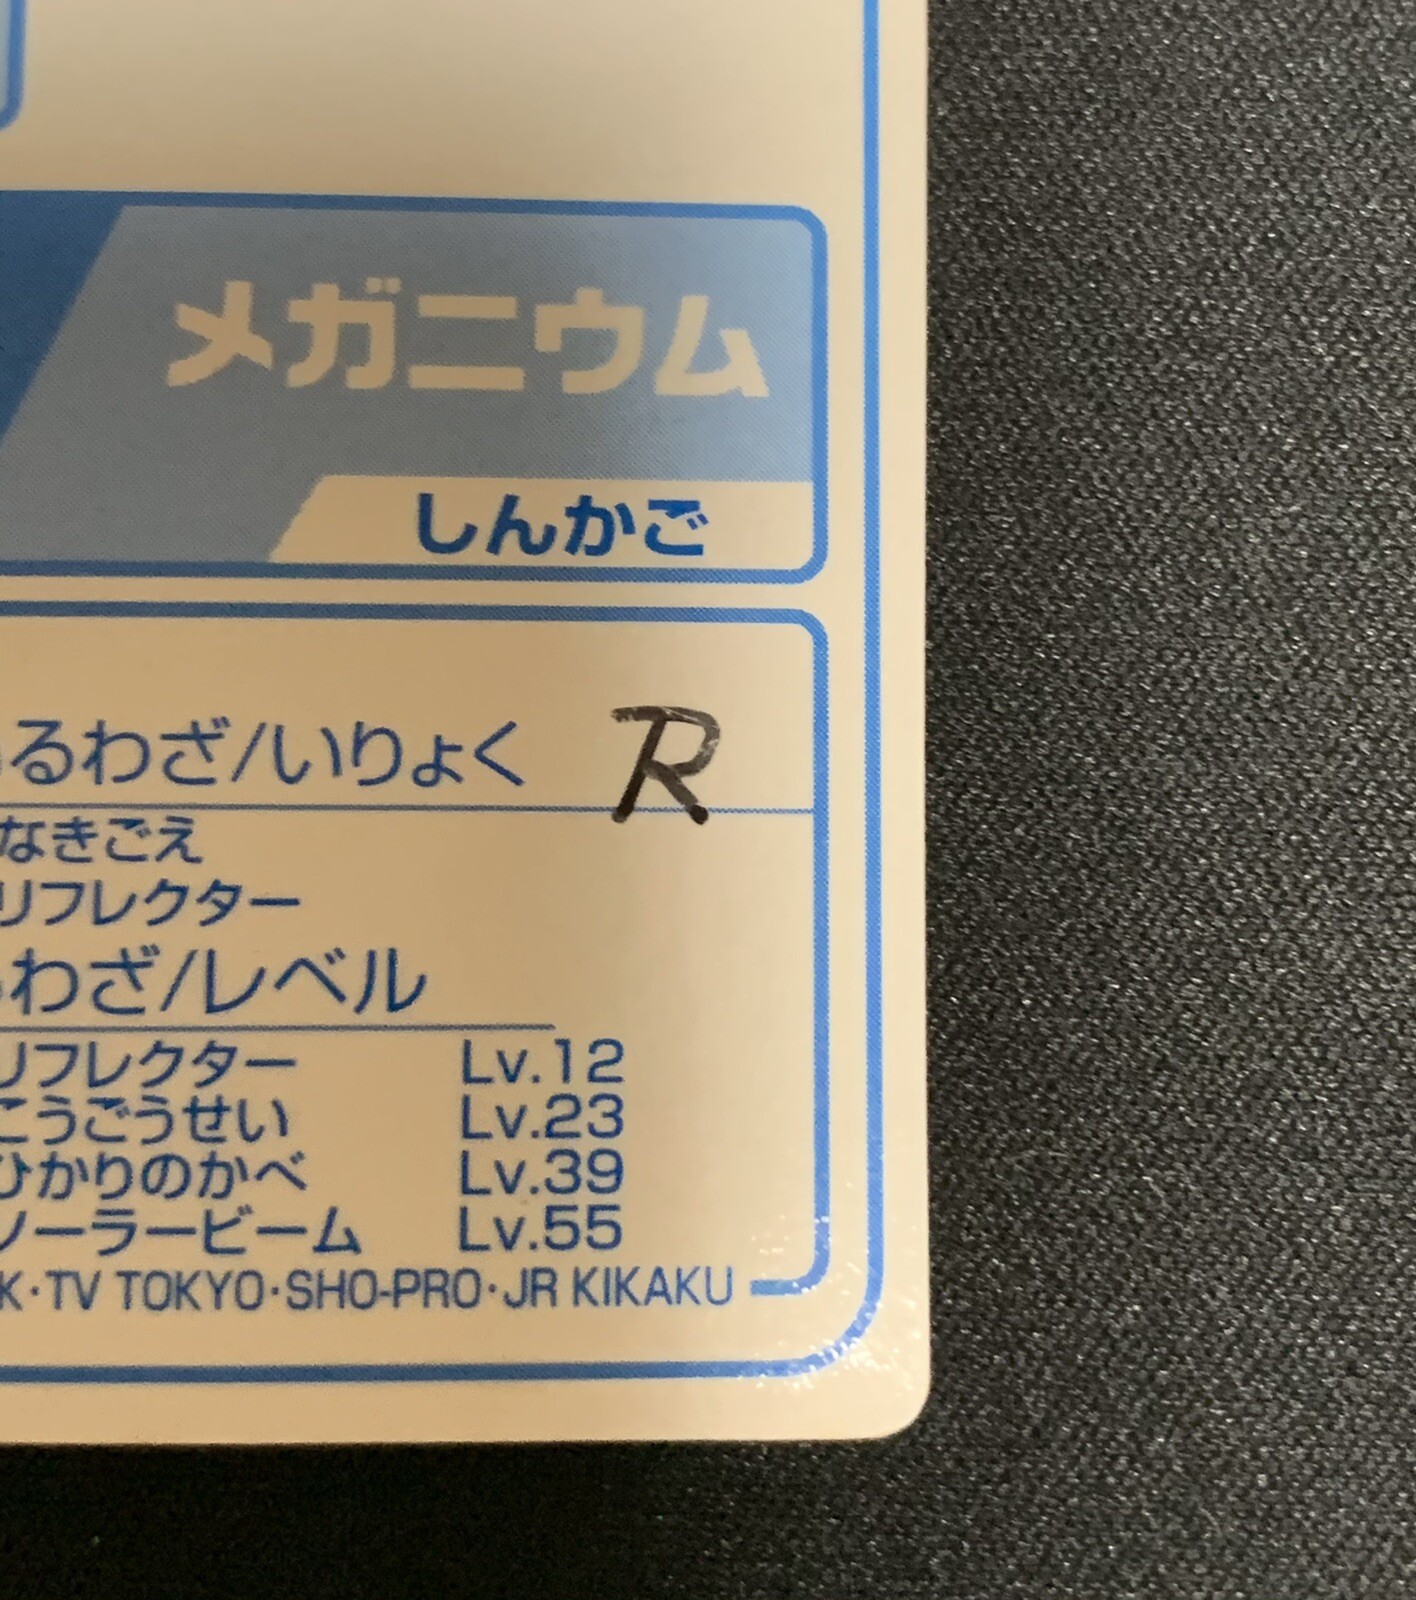 メガニウム
しんかご
るわざ/いりょく R
なきごえ
リフレクター
わざ/レベル
リフレクター Lv.12
こうごうせい Lv.23
ひかりのかべ Lv.39
ソーラービーム Lv.55
K・TV TOKYO・SHO-PRO・JR KIKAKU